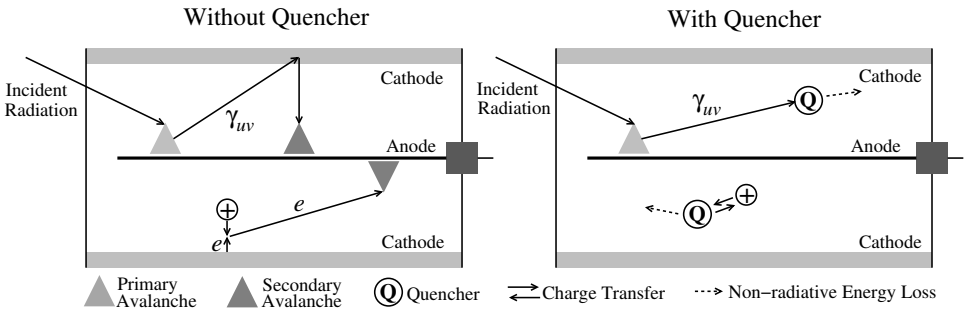 Without Quencher
With Quencher
Incident
Radiation
γuv
Cathode
Anode
+
e
e
Cathode
Incident
Radiation
γuv
Q
Cathode
Anode
Q
+
Cathode
Primary
Avalanche
Secondary
Avalanche
Q Quencher
Charge Transfer
Non-radiative Energy Loss